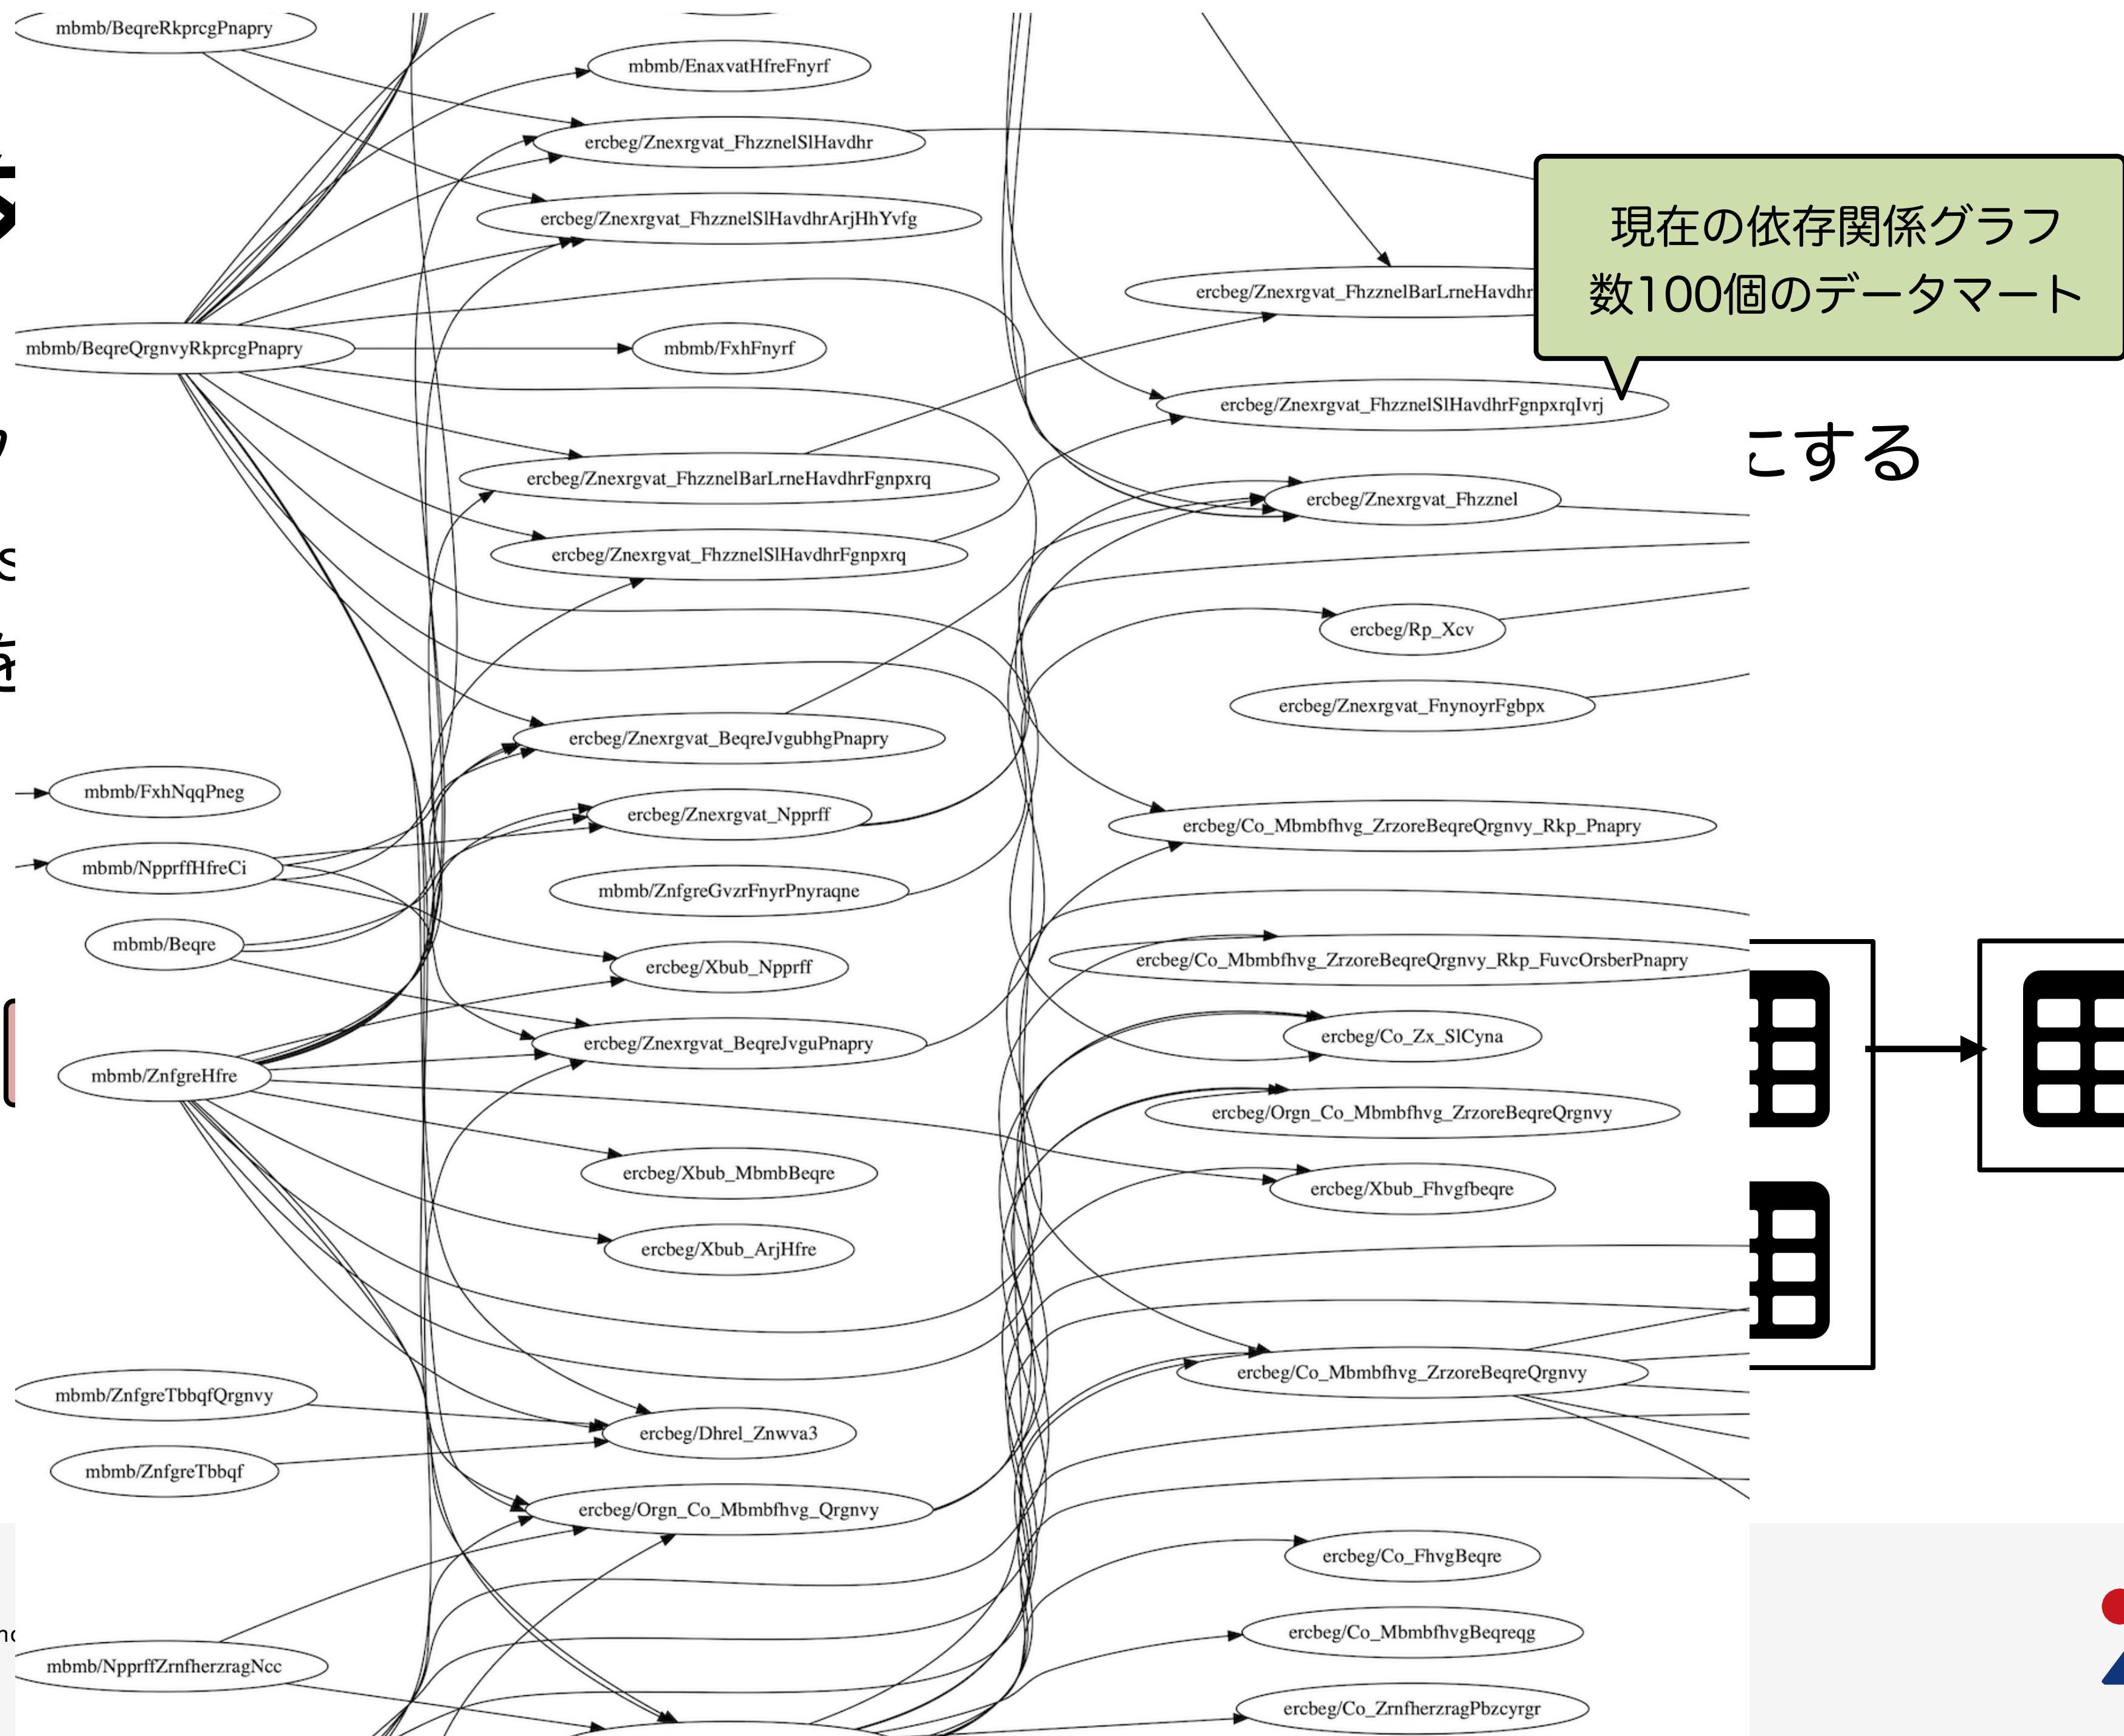 mbmb/BeqreRkprcgPnapry
mbmb/EnaxvatHfreFnyrf
ercbeg/Znexrgvat_FhzznelSlHavdhr
ercbeg/Znexrgvat_FhzznelSlHavdhrArjHhYvfg
現在の依存関係グラフ
数100個のデータマート
ercbeg/Znexrgvat_FhzznelBarLrneHavdhr
mbmb/BeqreQrgnvyRkprcgPnapry
mbmb/FxhFnyrf
ercbeg/Znexrgvat_FhzznelSlHavdhrFgnpxrqIvrj
にする
ercbeg/Znexrgvat_FhzznelBarLrneHavdhrFgnpxrq
ercbeg/Znexrgvat_Fhzznel
ercbeg/Znexrgvat_FhzznelSlHavdhrFgnpxrq
ercbeg/Rp_Xcv
を
ercbeg/Znexrgvat_FnynoyrFgbpx
ercbeg/Znexrgvat_BeqreJvgubhgPnapry
mbmb/FxhNqqPneg
ercbeg/Znexrgvat_Npprff
ercbeg/Co_Mbmbfhvg_ZrzoreBeqreQrgnvy_Rkp_Pnapry
mbmb/NpprffHfreCi
mbmb/ZnfgreGvzrFnyrPnyraqne
mbmb/Beqre
ercbeg/Xbub_Npprff
ercbeg/Co_Mbmbfhvg_ZrzoreBeqreQrgnvy_Rkp_FuvcOrsberPnapry
ercbeg/Znexrgvat_BeqreJvguPnapry
ercbeg/Co_Zx_SlCyna
mbmb/ZnfgreHfre
ercbeg/Orgn_Co_Mbmbfhvg_ZrzoreBeqreQrgnvy
ercbeg/Xbub_MbmbBeqre
ercbeg/Xbub_Fhvgfbeqre
ercbeg/Xbub_ArjHfre
ercbeg/Co_Mbmbfhvg_ZrzoreBeqreQrgnvy
mbmb/ZnfgreTbbqfQrgnvy
ercbeg/Dhrel_Znwva3
mbmb/ZnfgreTbbqf
ercbeg/Orgn_Co_Mbmbfhvg_Qrgnvy
ercbeg/Co_FhvgBeqre
ercbeg/Co_MbmbfhvgBeqreqg
mbmb/NpprffZrnfherzragNcc
ercbeg/Co_ZrnfherzragPbzcyrgr